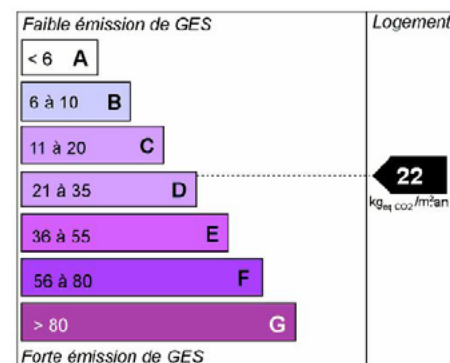 Faible émission de GES
Logement
< 6 A
6 à 10 B
11 à 20 C
21 à 35 D
22
kgeq CO2/m².an
36 à 55 E
56 à 80 F
> 80 G
Forte émission de GES